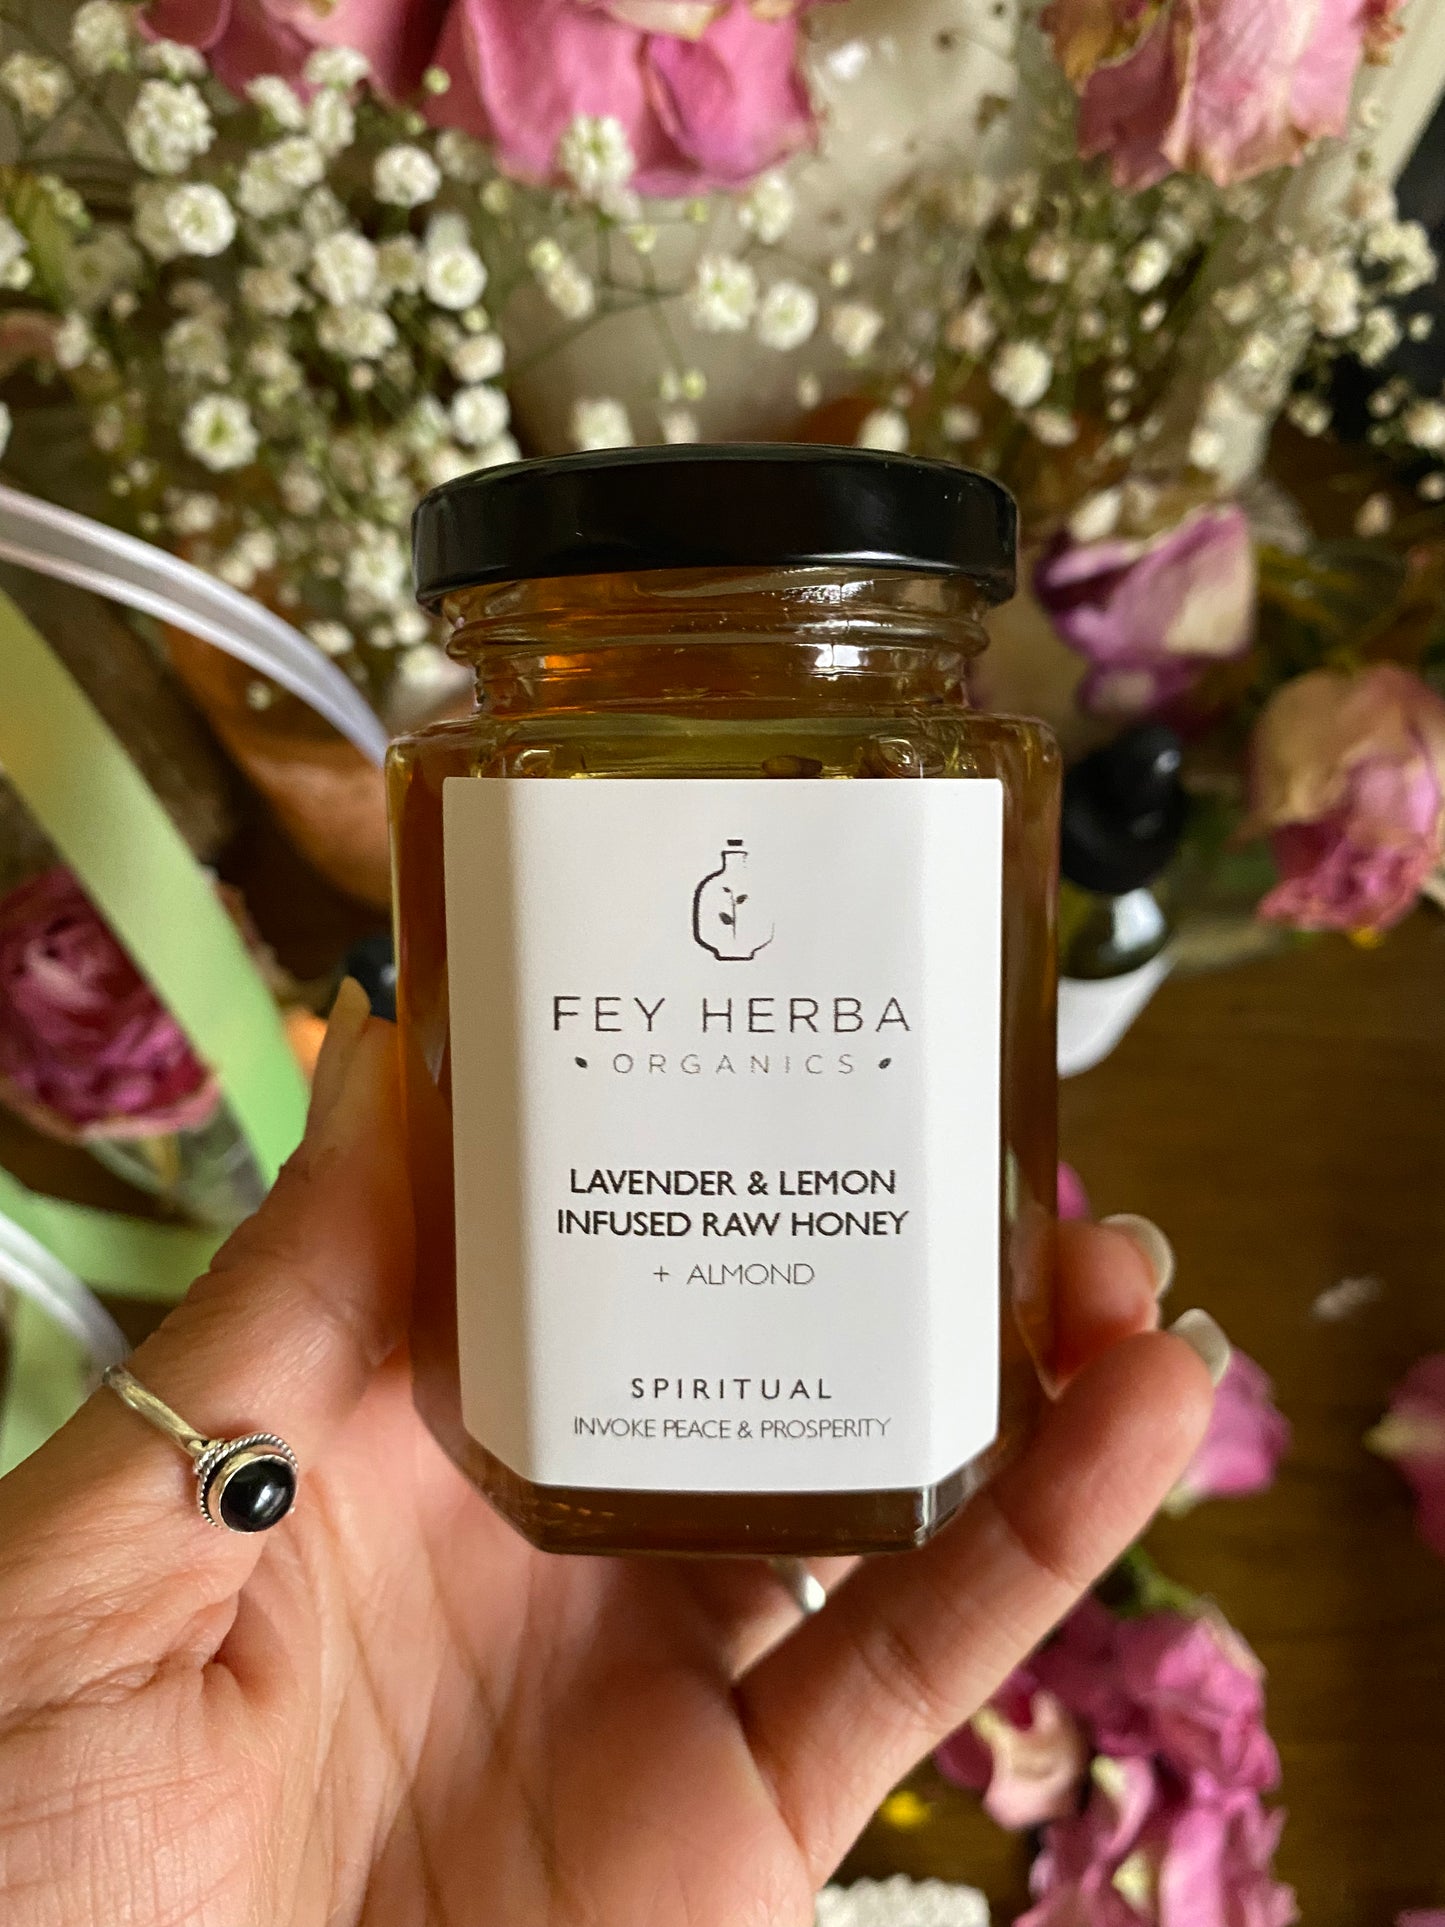 FEY HERBA
• ORGANICS •
LAVENDER & LEMON
INFUSED RAW HONEY
+ ALMOND
SPIRITUAL
INVOKE PEACE & PROSPERITY